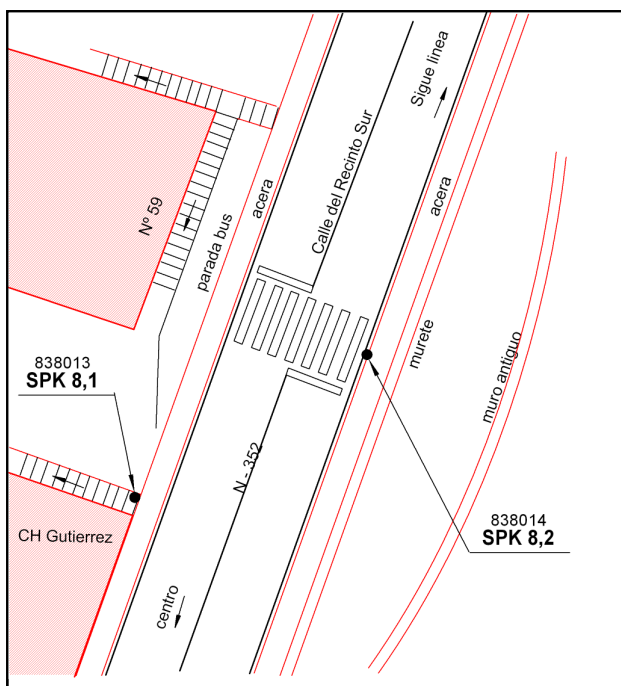 Sigue linea
Calle del Recinto Sur
acera
acera
Nº 59
parada bus
murete
muro antiguo
838013
SPK 8,1
N - 352
838014
SPK 8,2
CH Gutierrez
centro